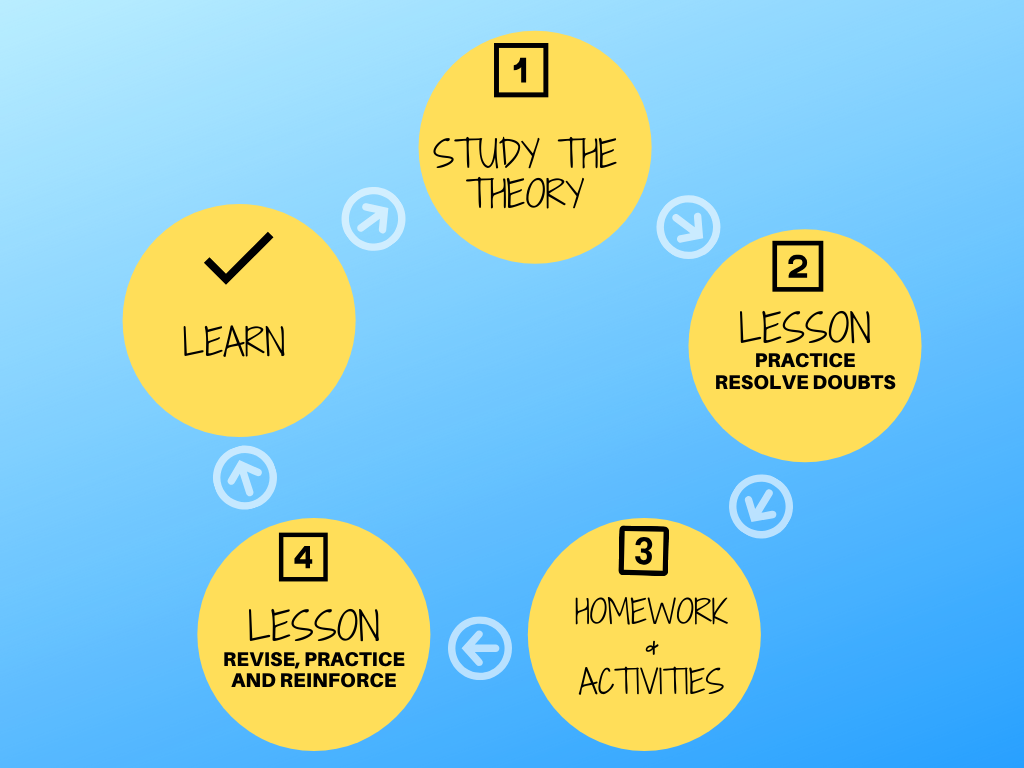 1
STUDY THE
THEORY
2
LESSON
PRACTICE
RESOLVE DOUBTS
3
HOMEWORK
&
ACTIVITIES
4
LESSON
REVISE, PRACTICE
AND REINFORCE
LEARN